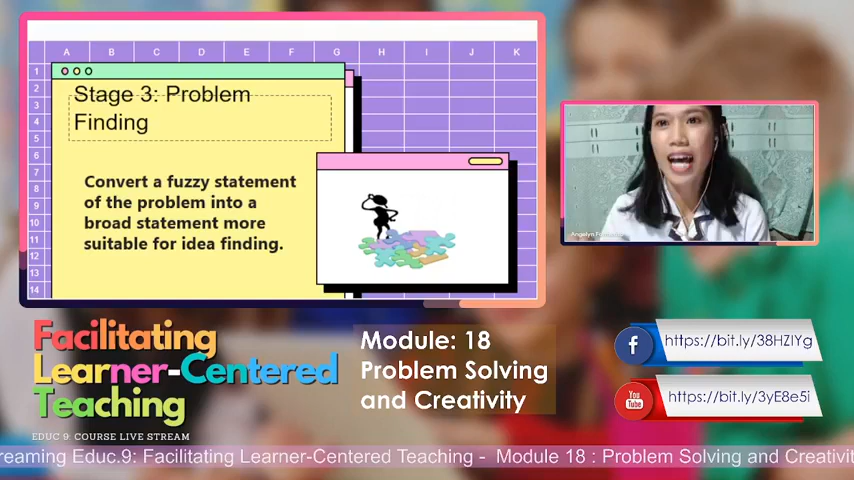 A B C D E F G H I J K
1
2
3
4
5
6
7
8
9
10
11
12
13
14
Stage 3: Problem
Finding
Convert a fuzzy statement
of the problem into a
broad statement more
suitable for idea finding.
Angelyn
Facilitating
Learner-Centered
Teaching
EDUC 9: COURSE LIVE STREAM
Module: 18
Problem Solving
and Creativity
f
https://bit.ly/38HZlYg
You
Tube
https://bit.ly/3yE8e5i
reaming Educ.9: Facilitating Learner-Centered Teaching - Module 18 : Problem Solving and Creativit